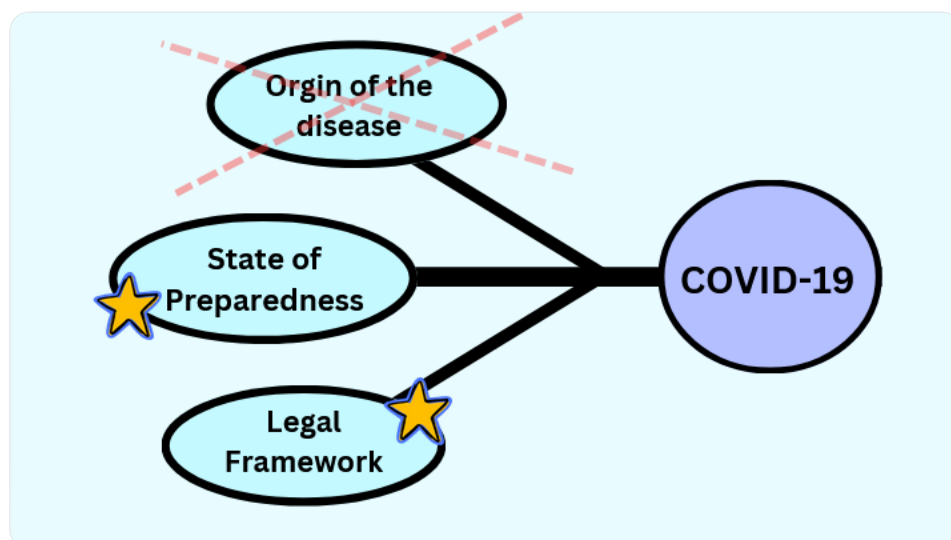 Orgin of the
disease
State of
Preparedness
COVID-19
Legal
Framework